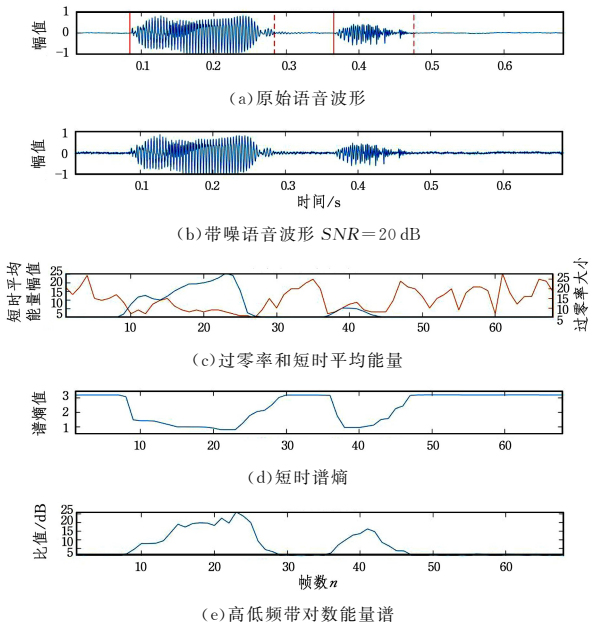 1
0
−1
幅值
0.1 0.2 0.3 0.4 0.5 0.6
(a)原始语音波形
1
0
−1
幅值
0.1 0.2 0.3 0.4 0.5 0.6
时间/s
(b)带噪语音波形 SNR=20 dB
短时平均
能量幅值
25
20
15
10
5
25
20
15
10
5
过零率大小
10 20 30 40 50 60
(c)过零率和短时平均能量
谱熵值
3
2
1
10 20 30 40 50 60
(d)短时谱熵
比值/dB
25
20
15
10
5
10 20 30 40 50 60
帧数n
(e)高低频带对数能量谱